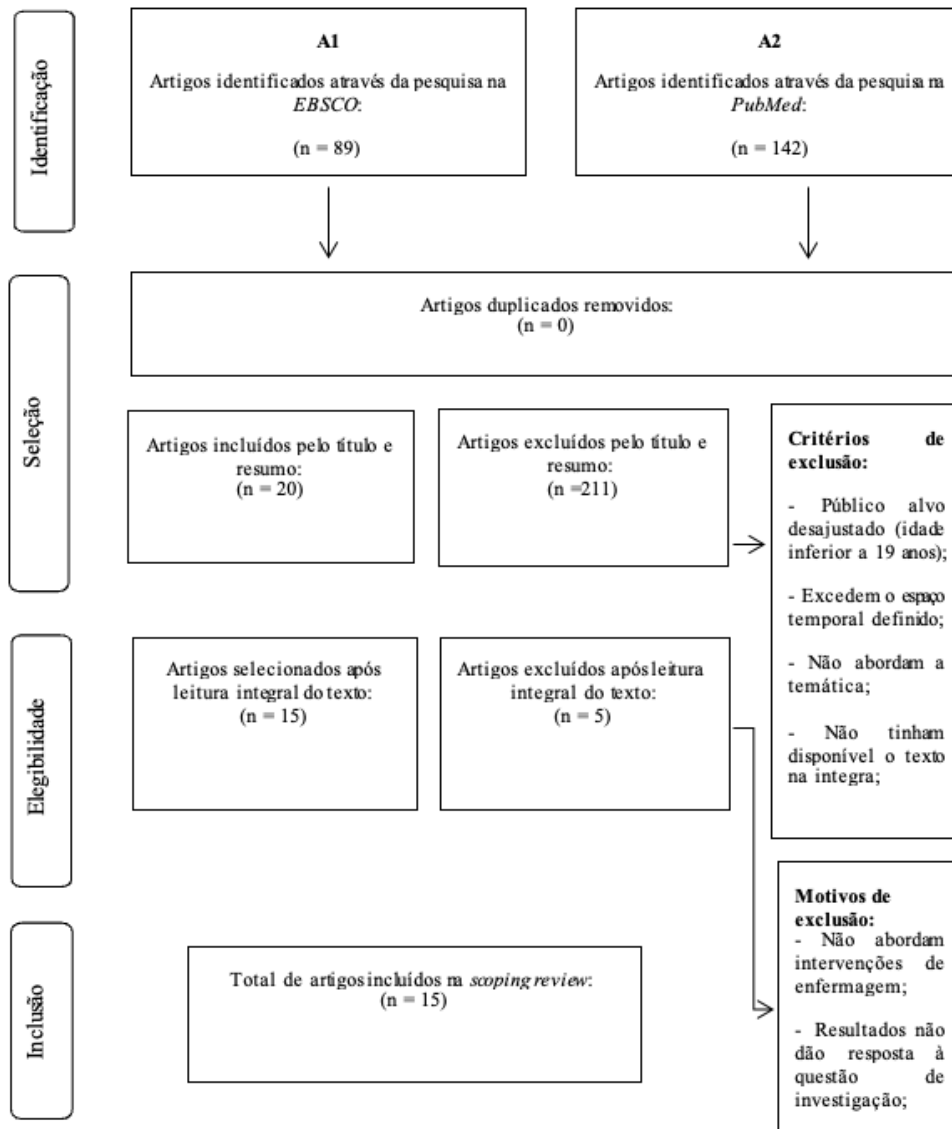 Identificação
A1
Artigos identificados através da pesquisa na
EBSCO:
(n = 89)
A2
Artigos identificados através da pesquisa na
PubMed:
(n = 142)
Seleção
Artigos duplicados removidos:
(n = 0)
Artigos incluídos pelo título e
resumo:
(n = 20)
Artigos excluídos pelo título e
resumo:
(n =211)
Critérios de
exclusão:
- Público alvo
desajustado (idade
inferior a 19 anos);
- Excedem o espaço
temporal definido;
- Não abordam a
temática;
- Não tinham
disponível o texto
na integra;
Elegibilidade
Artigos selecionados após
leitura integral do texto:
(n = 15)
Artigos excluídos após leitura
integral do texto:
(n = 5)
Motivos de
exclusão:
- Não abordam
intervenções de
enfermagem;
- Resultados não
dão resposta à
questão de
investigação;
Inclusão
Total de artigos incluídos na scoping review:
(n = 15)